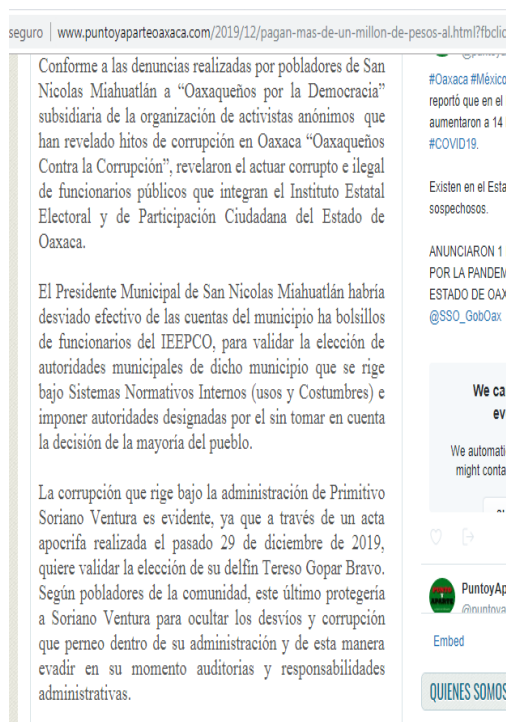 seguro | www.puntoyaparteoaxaca.com/2019/12/pagan-mas-de-un-millon-de-pesos-al.html?fbclic
Conforme a las denuncias realizadas por pobladores de San
Nicolas Miahuatlán a “Oaxaqueños por la Democracia”
subsidiaria de la organización de activistas anónimos que
han revelado hitos de corrupción en Oaxaca “Oaxaqueños
Contra la Corrupción”, revelaron el actuar corrupto e ilegal
de funcionarios públicos que integran el Instituto Estatal
Electoral y de Participación Ciudadana del Estado de
Oaxaca.
El Presidente Municipal de San Nicolas Miahuatlán habría
desviado efectivo de las cuentas del municipio ha bolsillos
de funcionarios del IEEPCO, para validar la elección de
autoridades municipales de dicho municipio que se rige
bajo Sistemas Normativos Internos (usos y Costumbres) e
imponer autoridades designadas por el sin tomar en cuenta
la decisión de la mayoría del pueblo.
La corrupción que rige bajo la administración de Primitivo
Soriano Ventura es evidente, ya que a través de un acta
apocrifa realizada el pasado 29 de diciembre de 2019,
quiere validar la elección de su delfín Tereso Gopar Bravo.
Según pobladores de la comunidad, este último protegería
a Soriano Ventura para ocultar los desvíos y corrupción
que perneo dentro de su administración y de esta manera
evadir en su momento auditorias y responsabilidades
administrativas.
#Oaxaca #México
reportó que en el
aumentaron a 14
#COVID19.
Existen en el Esta
sospechosos.
ANUNCIARON 1
POR LA PANDEM
ESTADO DE OAX
@SSO_GobOax
We ca
ev
We automati
might conta
PuntoyAp
@puntoya
Embed
QUIENES SOMOS